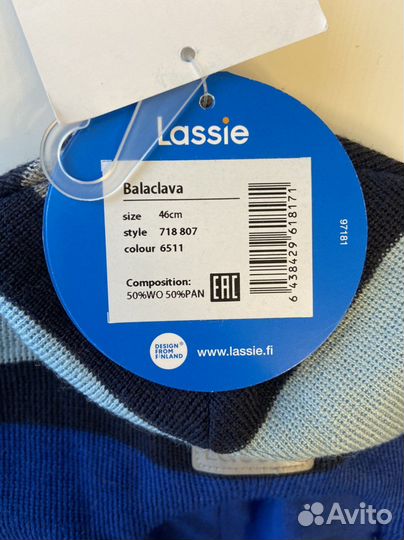 Lassie
Balaclava
size 46cm
style 718 807
colour 6511
Composition:
50%WO 50%PAN
EAC
6 438429 618171
97181
DESIGN
FROM
FINLAND
www.lassie.fi
Avito